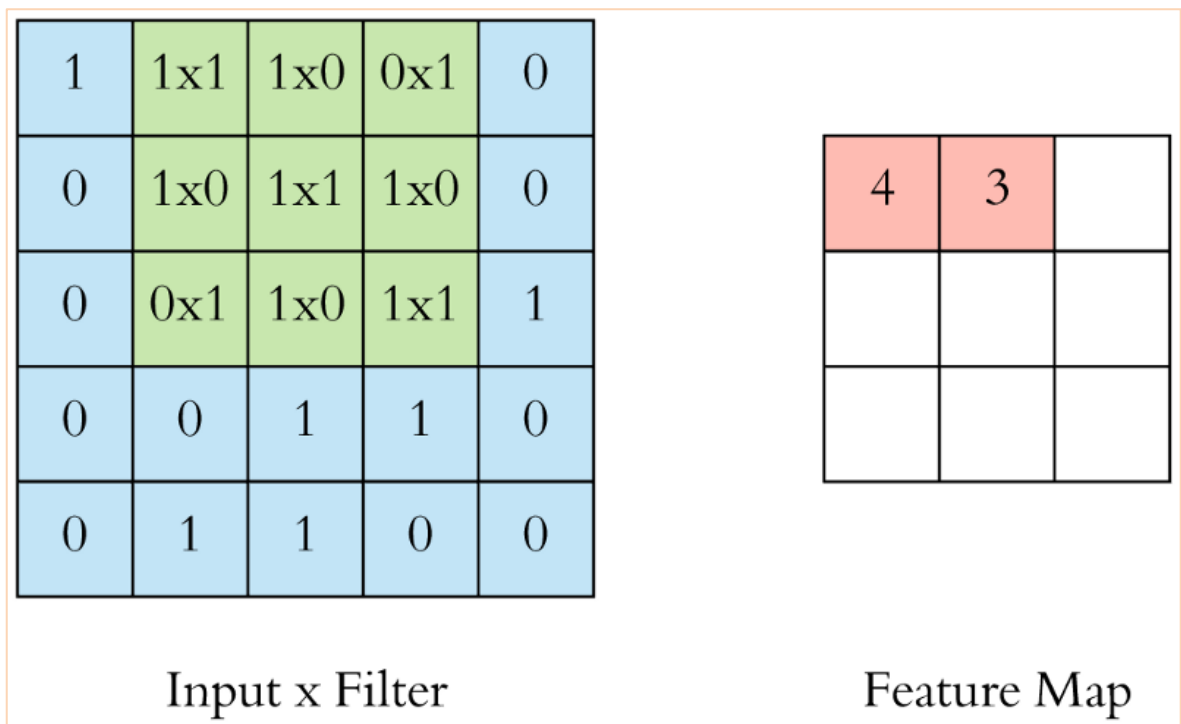 1 1x1 1x0 0x1 0
0 1x0 1x1 1x0 0 4 3
0 0x1 1x0 1x1 1
0 0 1 1 0
0 1 1 0 0
Input x Filter Feature Map